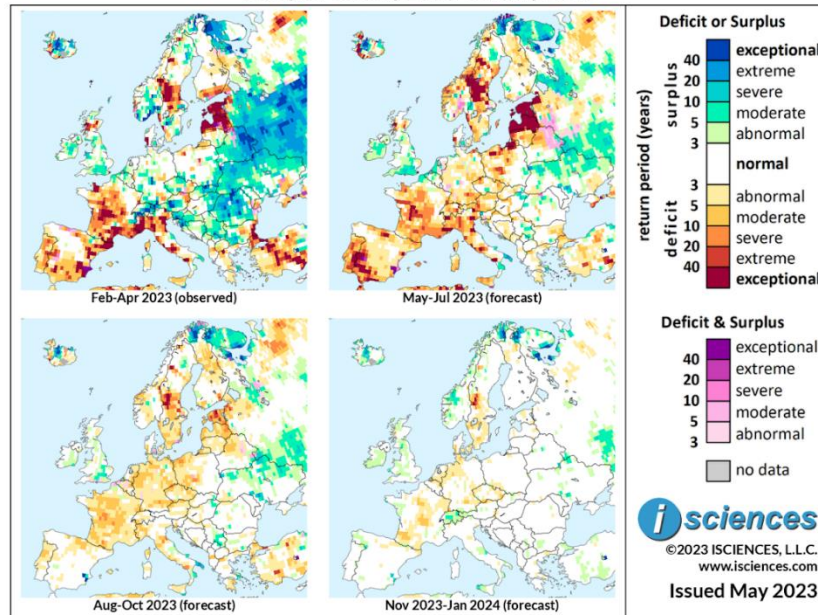 Feb-Apr 2023 (observed)
May-Jul 2023 (forecast)
Aug-Oct 2023 (forecast)
Nov 2023-Jan 2024 (forecast)
Deficit or Surplus
return period (years)
surplus
deficit
40
20
10
5
3
3
5
10
20
40
exceptional
extreme
severe
moderate
abnormal
normal
abnormal
moderate
severe
extreme
exceptional
Deficit & Surplus
40
20
10
5
3
exceptional
extreme
severe
moderate
abnormal
no data
i sciences
©2023 ISCIENCES, L.L.C.
www.isciences.com
Issued May 2023